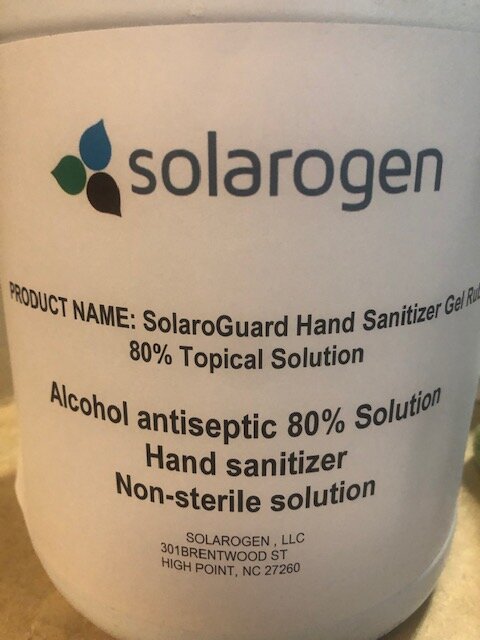 solarogen
PRODUCT NAME: SolaroGuard Hand Sanitizer Gel
80% Topical Solution
Alcohol antiseptic 80% Solution
Hand sanitizer
Non-sterile solution
SOLAROGEN , LLC
301BRENTWOOD ST
HIGH POINT, NC 27260